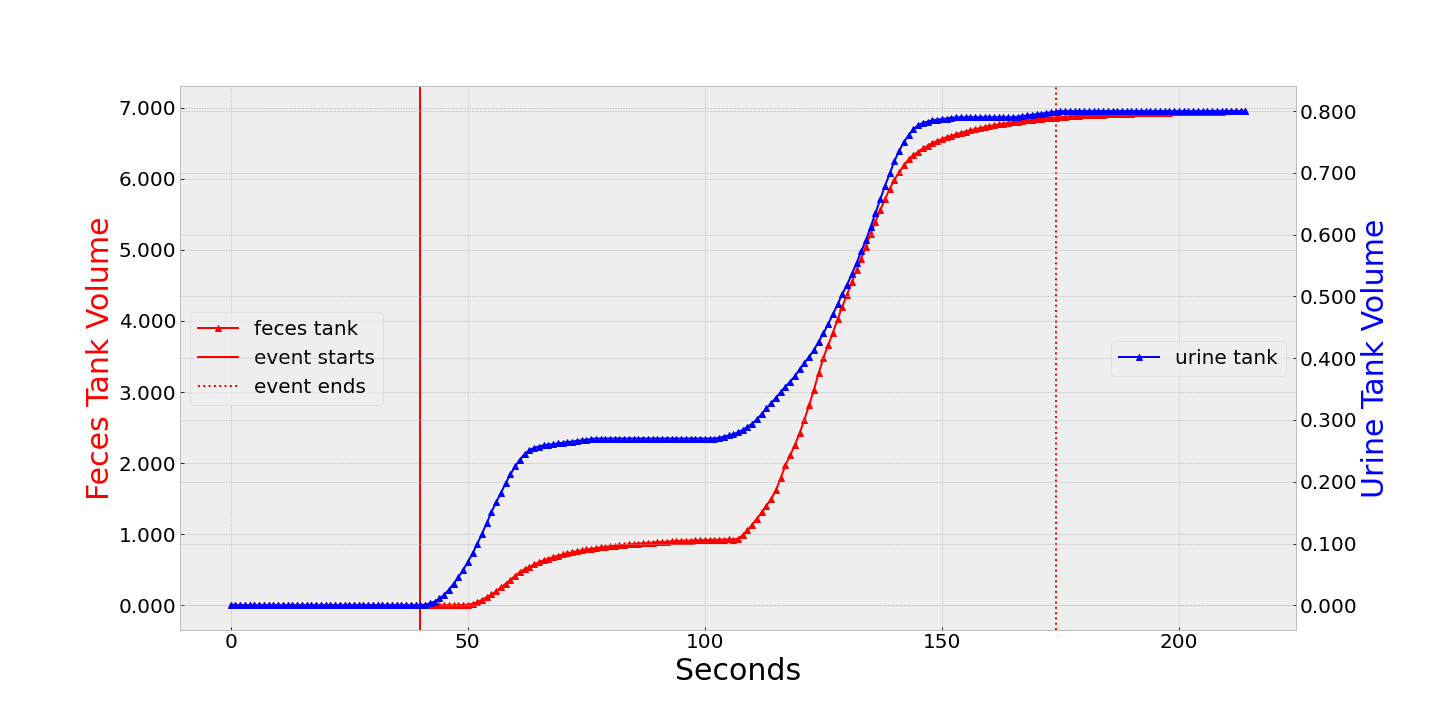 7.000
6.000
5.000
4.000
3.000
2.000
1.000
0.000
Feces Tank Volume
feces tank
event starts
event ends
urine tank
0.800
0.700
0.600
0.500
0.400
0.300
0.200
0.100
0.000
Urine Tank Volume
0 50 100 150 200
Seconds